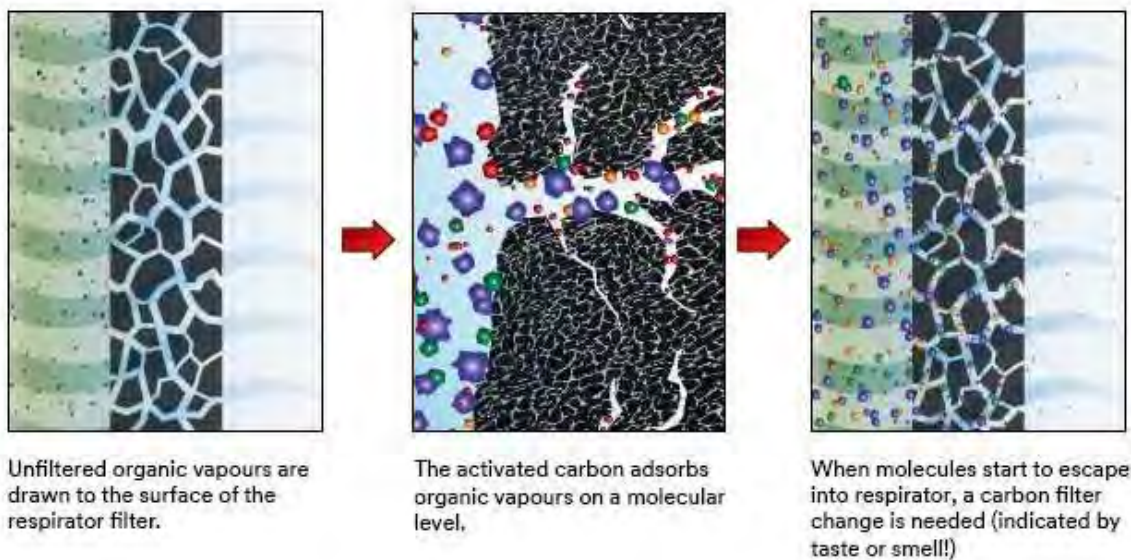 Unfiltered organic vapours are
drawn to the surface of the
respirator filter.
The activated carbon adsorbs
organic vapours on a molecular
level.
When molecules start to escape
into respirator, a carbon filter
change is needed (indicated by
taste or smell!)